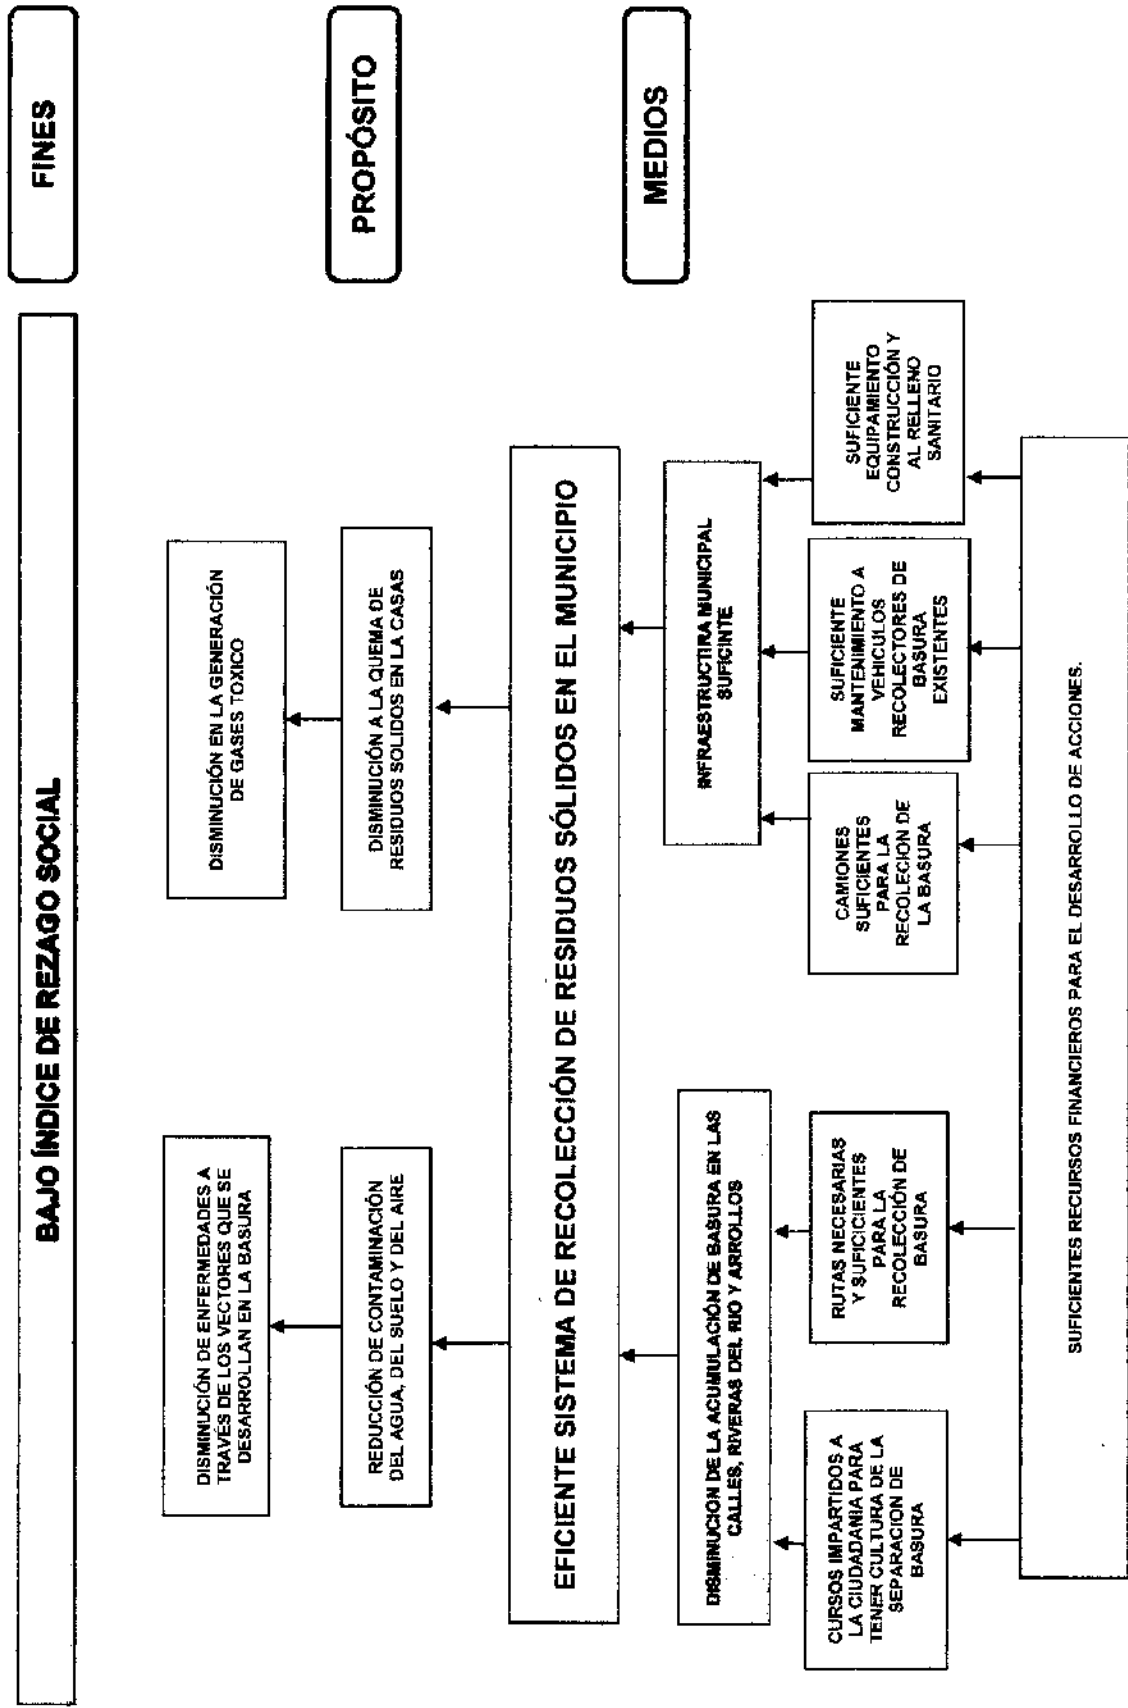 BAJO ÍNDICE DE REZAGO SOCIAL
FINES
DISMINUCIÓN DE ENFERMEDADES A
TRAVÉS DE LOS VECTORES QUE SE
DESARROLLAN EN LA BASURA
DISMINUCIÓN EN LA GENERACIÓN
DE GASES TOXICO
REDUCCIÓN DE CONTAMINACIÓN
DEL AGUA, DEL SUELO Y DEL AIRE
DISMINUCIÓN A LA QUEMA DE
RESIDUOS SOLIDOS EN LA CASAS
PROPÓSITO
EFICIENTE SISTEMA DE RECOLECCIÓN DE RESIDUOS SÓLIDOS EN EL MUNICIPIO
DISMINUCION DE LA ACUMULACIÓN DE BASURA EN LAS
CALLES, RIVERAS DEL RIO Y ARROLLOS
INFRAESTRUCTIRA MUNICIPAL
SUFICINTE
MEDIOS
CURSOS IMPARTIDOS A
LA CIUDADANIA PARA
TENER CULTURA DE LA
SEPARACION DE
BASURA
RUTAS NECESARIAS
Y SUFICICIENTES
PARA LA
RECOLECCIÓN DE
BASURA
CAMIONES
SUFICIENTES
PARA LA
RECOLECION DE
LA BASURA
SUFICIENTE
MANTENIMIENTO A
VEHICULOS
RECOLECTORES DE
BASURA
EXISTENTES
SUFICIENTE
EQUIPAMIENTO
CONSTRUCCIÓN Y
AL RELLENO
SANITARIO
SUFICIENTES RECURSOS FINANCIEROS PARA EL DESARROLLO DE ACCIONES.